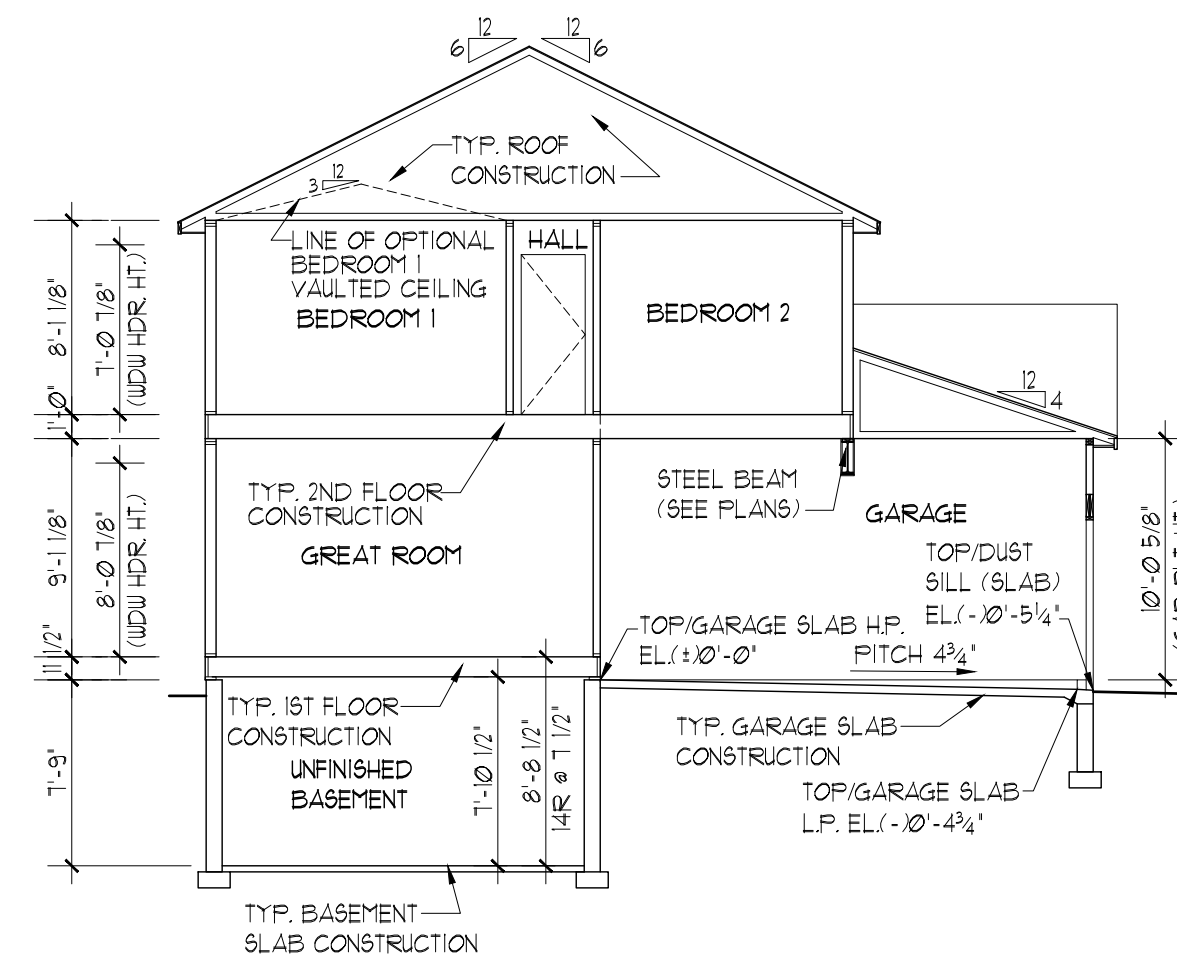 12 12
6 6
TYP. ROOF
CONSTRUCTION
12
3
LINE OF OPTIONAL
BEDROOM 1
VAULTED CEILING
BEDROOM 1
HALL
BEDROOM 2
8'-1 1/8"
7'-0 7/8"
(WDW HDR. HT.)
1'-0"
12
4
TYP. 2ND FLOOR
CONSTRUCTION
GREAT ROOM
STEEL BEAM
(SEE PLANS)
GARAGE
9'-1 1/8"
8'-0 7/8"
(WDW HDR. HT.)
11 1/2"
10'-0 5/8"
TOP/DUST
SILL (SLAB)
EL.(-)0'-5¼"
TOP/GARAGE SLAB H.P.
EL.(±)0'-0"
PITCH 4¾"
TYP. 1ST FLOOR
CONSTRUCTION
UNFINISHED
BASEMENT
7'-9"
7'-10 1/2"
8'-8 1/2"
14R @ 7 1/2"
TYP. GARAGE SLAB
CONSTRUCTION
TOP/GARAGE SLAB
L.P. EL.(-)0'-4¾"
TYP. BASEMENT
SLAB CONSTRUCTION